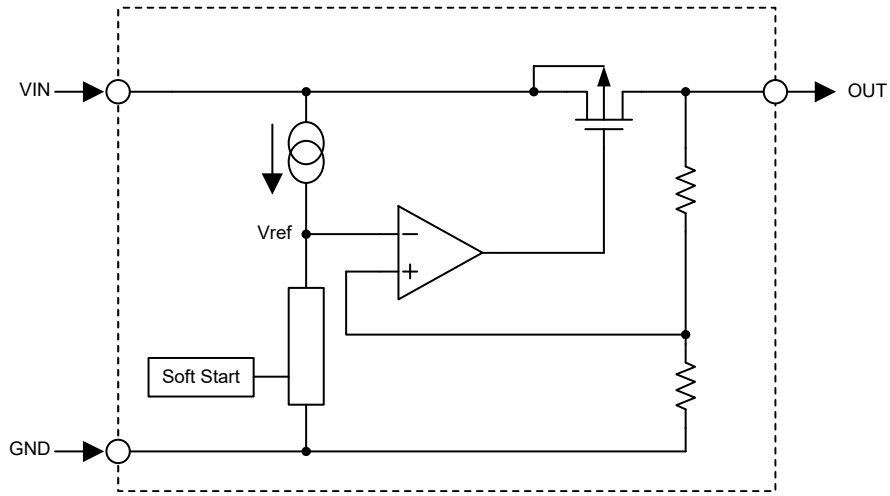 VIN
OUT
Vref
−
+
Soft Start
GND